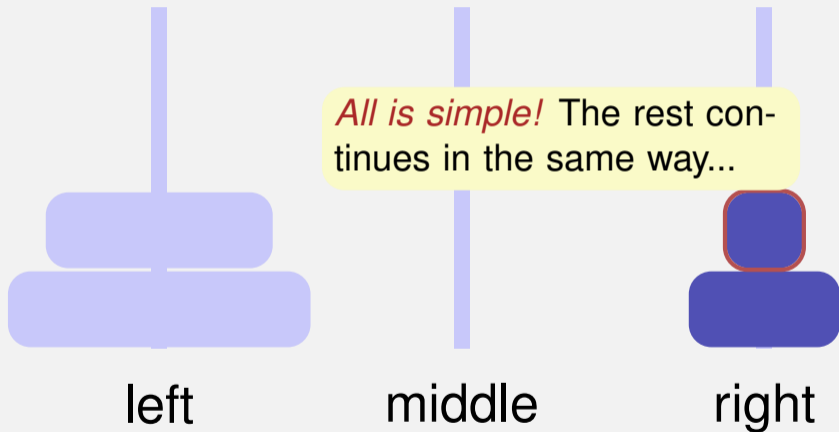 All is simple! The rest con-
tinues in the same way...
left middle right